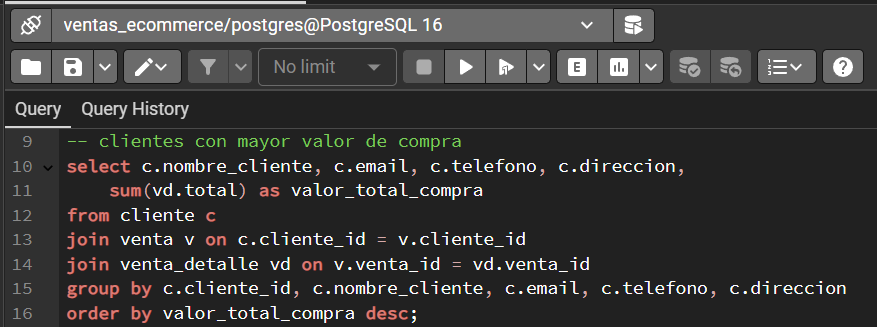 ventas_ecommerce/postgres@PostgreSQL 16
No limit
E
Query Query History
9 -- clientes con mayor valor de compra
10 select c.nombre_cliente, c.email, c.telefono, c.direccion,
11 sum(vd.total) as valor_total_compra
12 from cliente c
13 join venta v on c.cliente_id = v.cliente_id
14 join venta_detalle vd on v.venta_id = vd.venta_id
15 group by c.cliente_id, c.nombre_cliente, c.email, c.telefono, c.direccion
16 order by valor_total_compra desc;